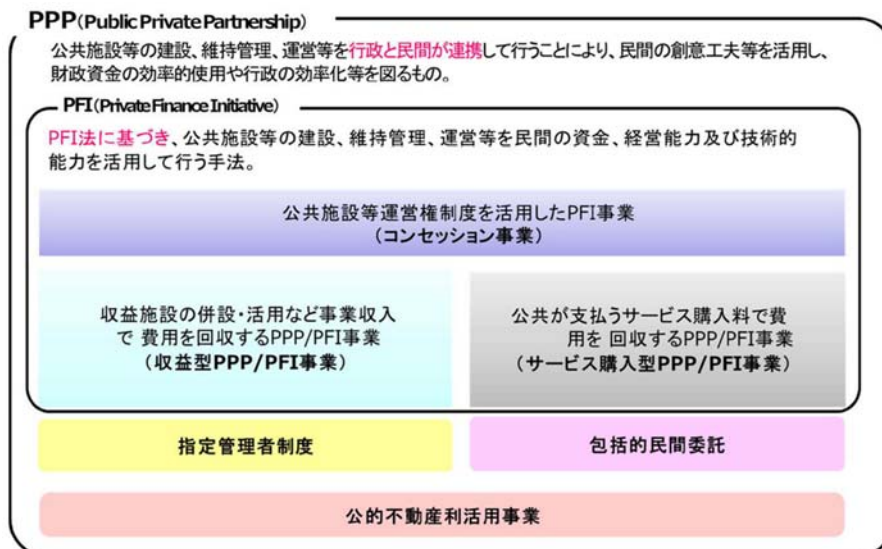 PPP(Public Private Partnership)
公共施設等の建設、維持管理、運営等を行政と民間が連携して行うことにより、民間の創意工夫等を活用し、
財政資金の効率的使用や行政の効率化等を図るもの。
PFI(Private Finance Initiative)
PFI法に基づき、公共施設等の建設、維持管理、運営等を民間の資金、経営能力及び技術的
能力を活用して行う手法。
公共施設等運営権制度を活用したPFI事業
(コンセッション事業)
収益施設の併設・活用など事業収入
で 費用を回収するPPP/PFI事業
(収益型PPP/PFI事業)
公共が支払うサービス購入料で費
用を 回収するPPP/PFI事業
(サービス購入型PPP/PFI事業)
指定管理者制度
包括的民間委託
公的不動産利活用事業